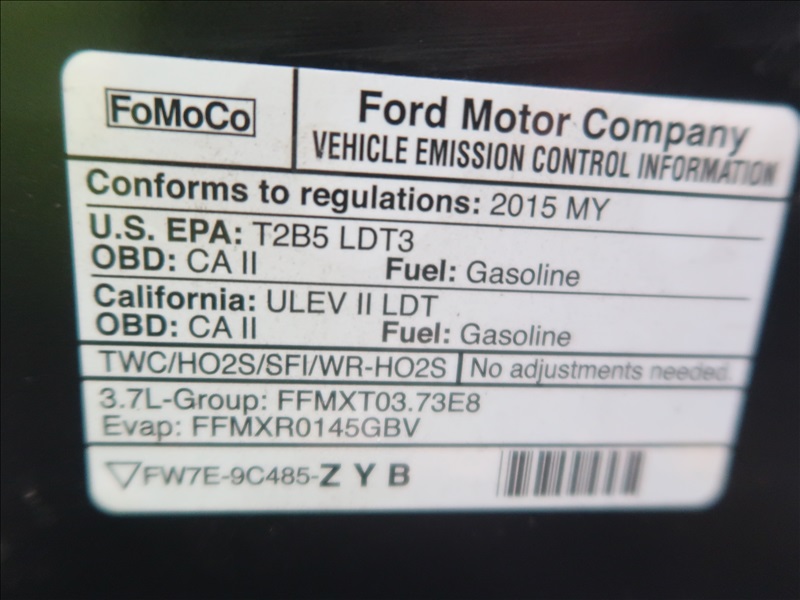 FoMoCo
Ford Motor Company
VEHICLE EMISSION CONTROL INFORMATION
Conforms to regulations: 2015 MY
U.S. EPA: T2B5 LDT3
OBD: CA II Fuel: Gasoline
California: ULEV II LDT
OBD: CA II Fuel: Gasoline
TWC/HO2S/SFI/WR-HO2S No adjustments needed.
3.7L-Group: FFMXT03.73E8
Evap: FFMXR0145GBV
FW7E-9C485-Z Y B